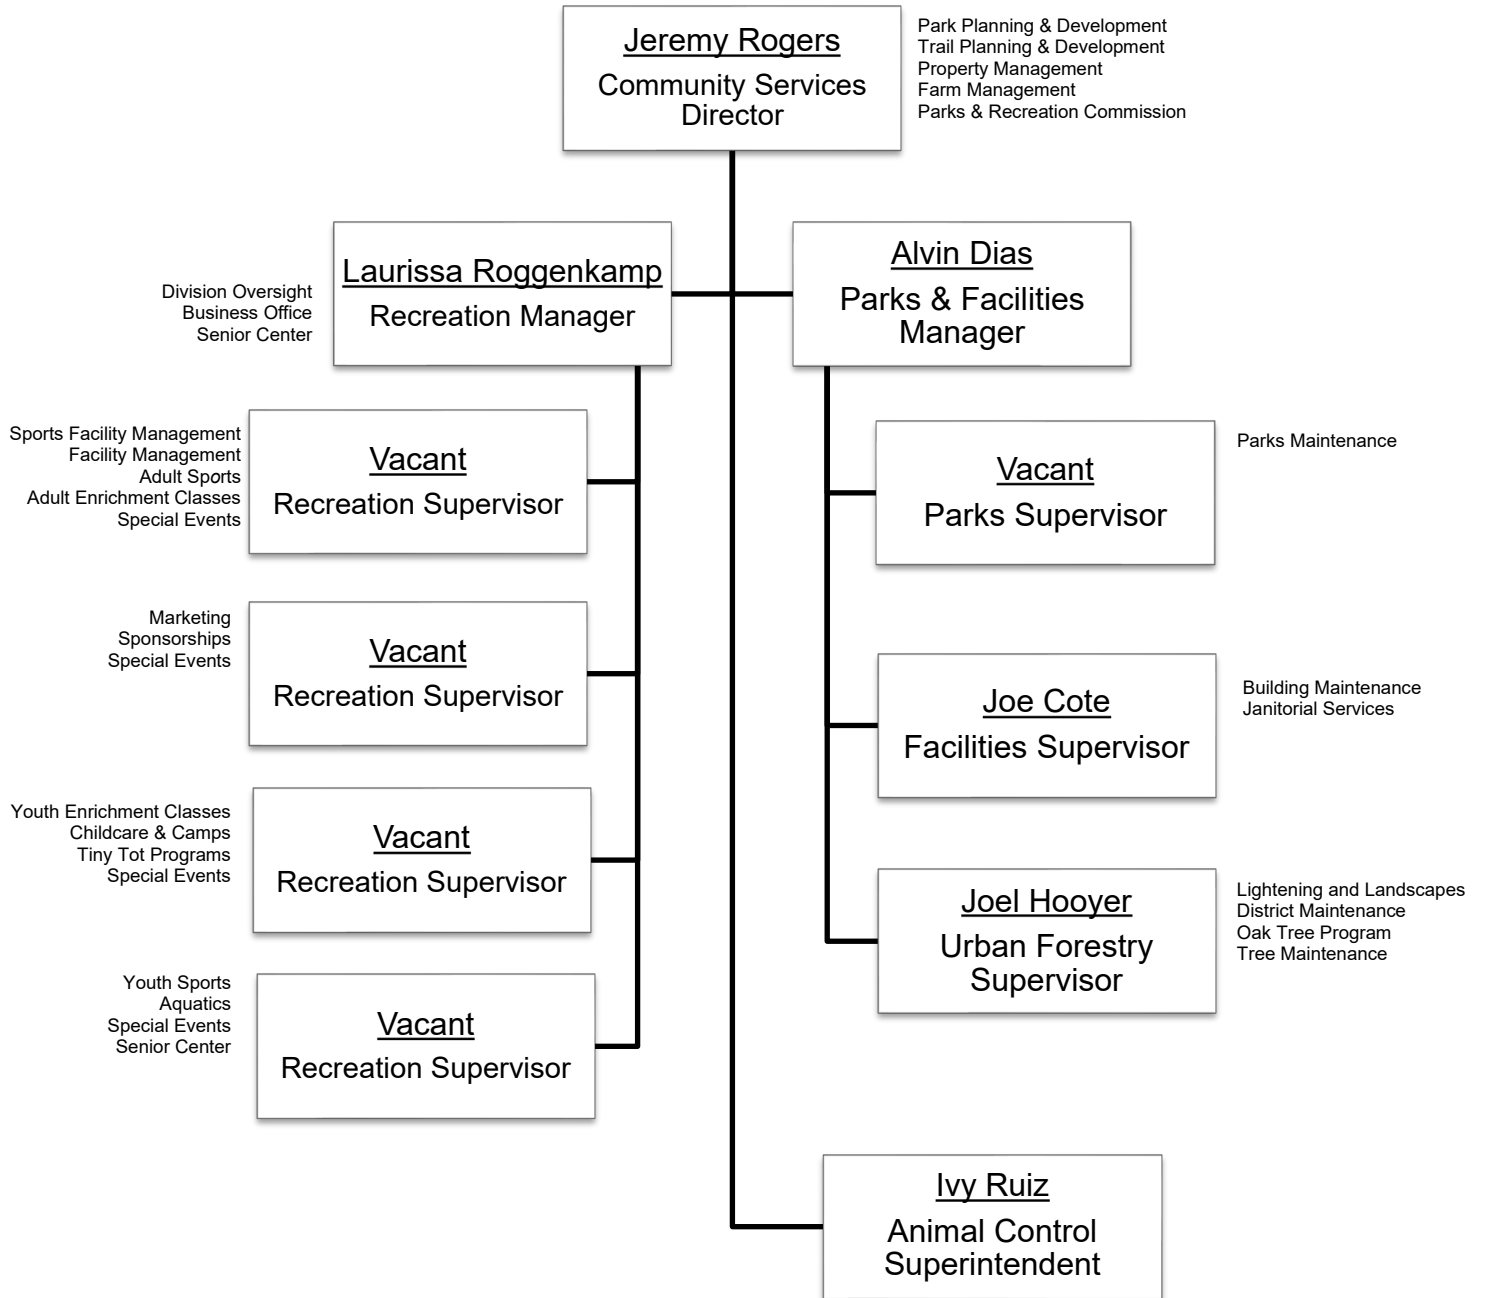 Jeremy Rogers
Community Services
Director
Park Planning & Development
Trail Planning & Development
Property Management
Farm Management
Parks & Recreation Commission
Division Oversight
Business Office
Senior Center
Laurissa Roggenkamp
Recreation Manager
Alvin Dias
Parks & Facilities
Manager
Sports Facility Management
Facility Management
Adult Sports
Adult Enrichment Classes
Special Events
Vacant
Recreation Supervisor
Vacant
Parks Supervisor
Parks Maintenance
Marketing
Sponsorships
Special Events
Vacant
Recreation Supervisor
Joe Cote
Facilities Supervisor
Building Maintenance
Janitorial Services
Youth Enrichment Classes
Childcare & Camps
Tiny Tot Programs
Special Events
Vacant
Recreation Supervisor
Joel Hooyer
Urban Forestry
Supervisor
Lightening and Landscapes
District Maintenance
Oak Tree Program
Tree Maintenance
Youth Sports
Aquatics
Special Events
Senior Center
Vacant
Recreation Supervisor
Ivy Ruiz
Animal Control
Superintendent